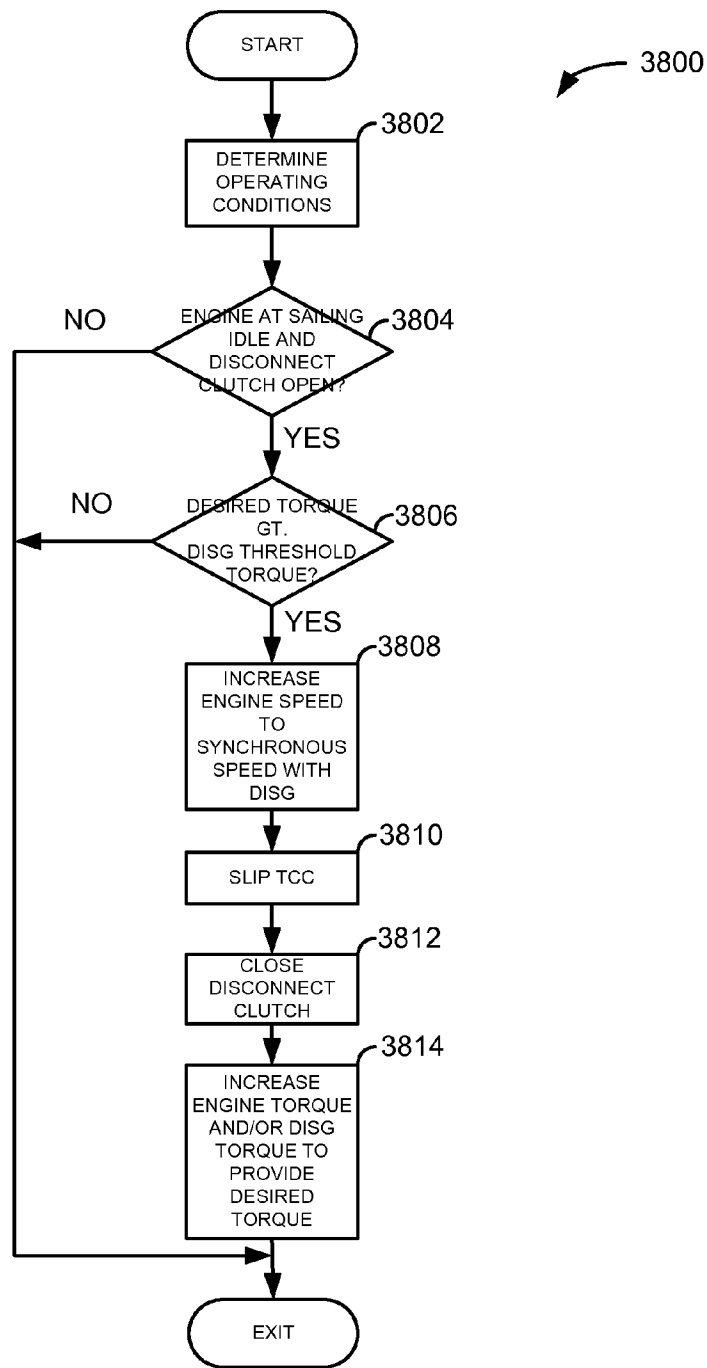 START
3800
3802
DETERMINE
OPERATING
CONDITIONS
NO
ENGINE AT SAILING
IDLE AND
DISCONNECT
CLUTCH OPEN?
3804
YES
NO
DESIRED TORQUE
GT.
DISG THRESHOLD
TORQUE?
3806
YES
3808
INCREASE
ENGINE SPEED
TO
SYNCHRONOUS
SPEED WITH
DISG
3810
SLIP TCC
3812
CLOSE
DISCONNECT
CLUTCH
3814
INCREASE
ENGINE TORQUE
AND/OR DISG
TORQUE TO
PROVIDE
DESIRED
TORQUE
EXIT